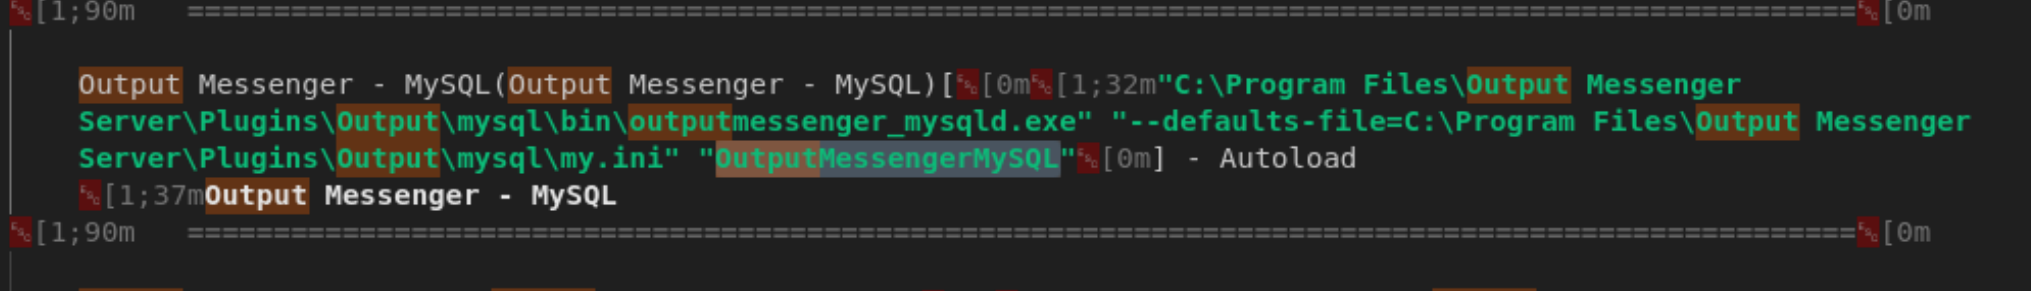 [1;90m   =================================================================================================␛[0m
Output Messenger - MySQL(Output Messenger - MySQL)[␛[0m␛[1;32m"C:\Program Files\Output Messenger
Server\Plugins\Output\mysql\bin\outputmessenger_mysqld.exe" "--defaults-file=C:\Program Files\Output Messenger
Server\Plugins\Output\mysql\my.ini" "OutputMessengerMySQL"␛[0m] - Autoload
␛[1;37mOutput Messenger - MySQL
␛[1;90m   =================================================================================================␛[0m